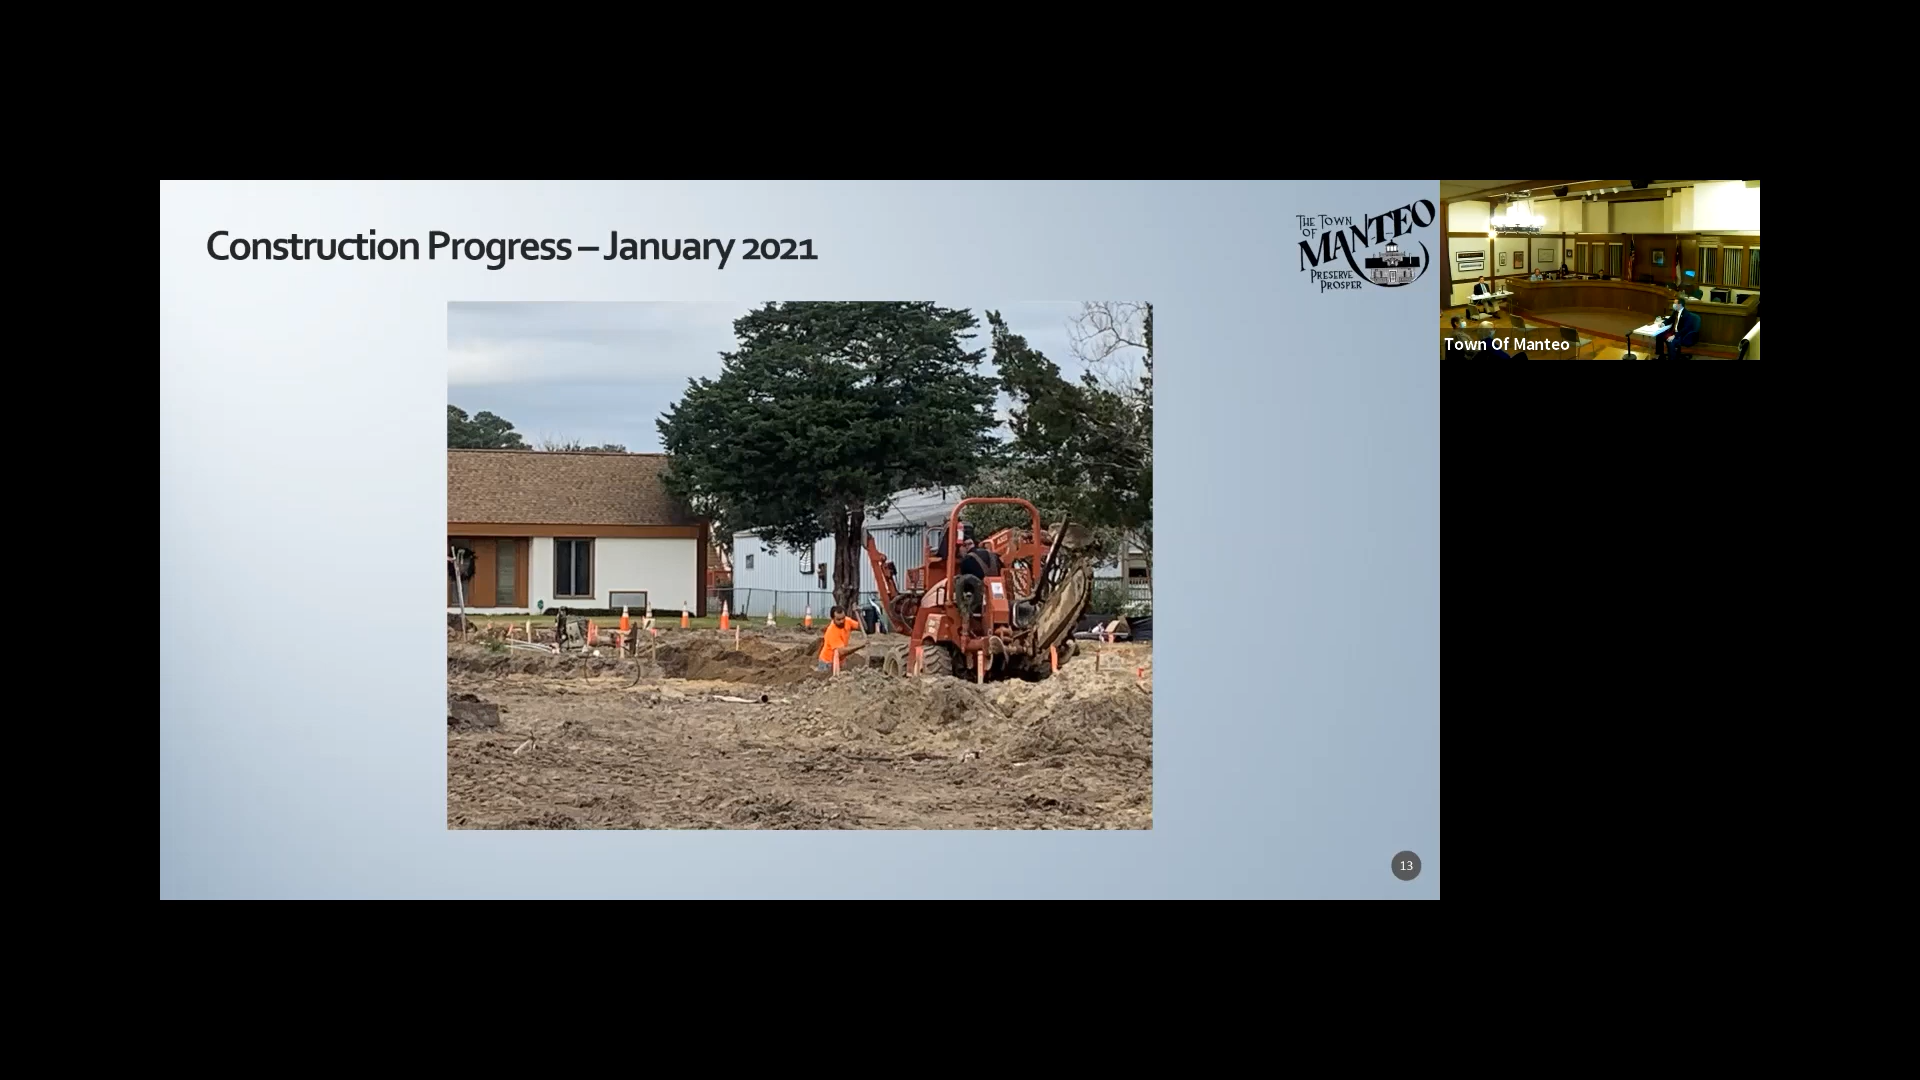 Construction Progress – January 2021
THE TOWN
OF
MANTEO
PRESERVE
PROSPER
Town Of Manteo
13